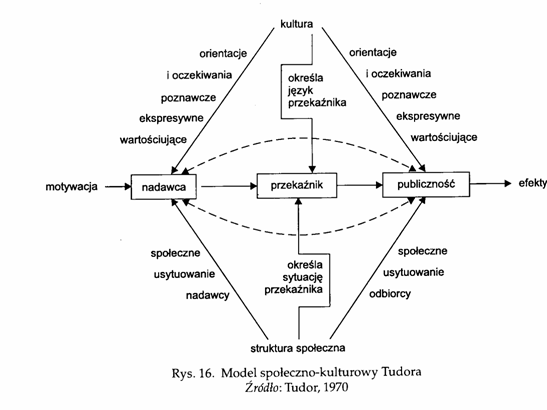 kultura
orientacje
i oczekiwania
poznawcze
ekspresywne
wartościujące
określa
język
przekaźnika
orientacje
i oczekiwania
poznawcze
ekspresywne
wartościujące
motywacja
nadawca
przekaźnik
publiczność
efekty
społeczne
usytuowanie
nadawcy
określa
sytuację
przekaźnika
społeczne
usytuowanie
odbiorcy
struktura społeczna
Rys. 16. Model społeczno-kulturowy Tudora
Źródło: Tudor, 1970